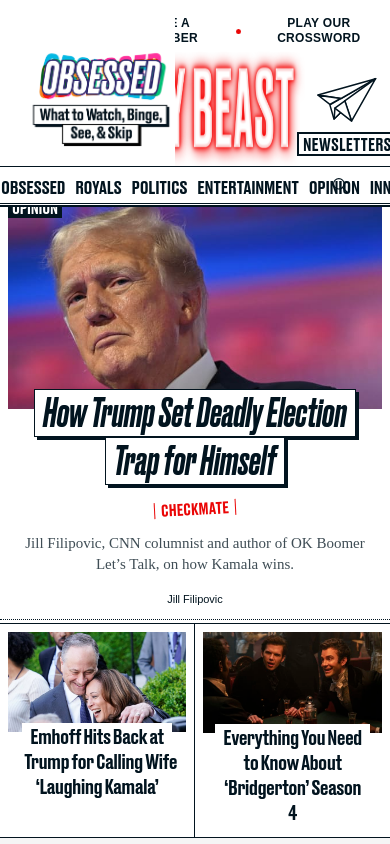 E A
BER
PLAY OUR
CROSSWORD
OBSESSED
What to Watch, Binge,
See, & Skip
Y BEAST
NEWSLETTERS
OBSESSED ROYALS POLITICS ENTERTAINMENT OPINION INN
OPINION
How Trump Set Deadly Election
Trap for Himself
CHECKMATE
Jill Filipovic, CNN columnist and author of OK Boomer
Let’s Talk, on how Kamala wins.
Jill Filipovic
Emhoff Hits Back at
Trump for Calling Wife
‘Laughing Kamala’
Everything You Need
to Know About
‘Bridgerton’ Season
4